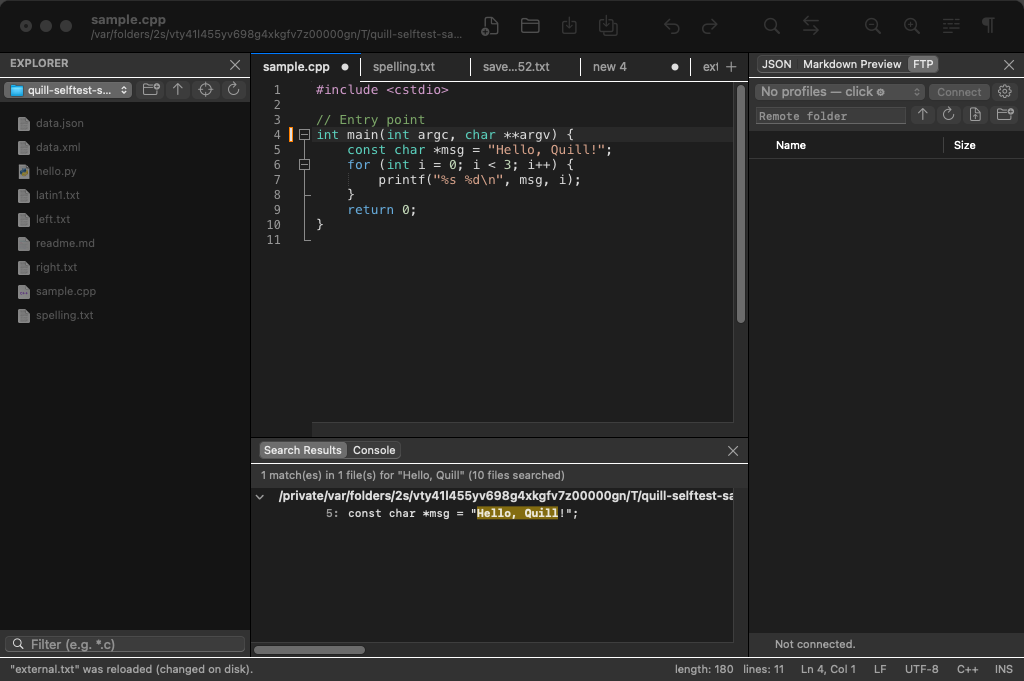 sample.cpp
/var/folders/2s/vty41l455yv698g4xkgfv7z00000gn/T/quill-selftest-sa...
EXPLORER
quill-selftest-s...
data.json
data.xml
hello.py
latin1.txt
left.txt
readme.md
right.txt
sample.cpp
spelling.txt
Filter (e.g. *.c)
sample.cpp spelling.txt save...52.txt new 4 ext
1 #include <cstdio>
2
3 // Entry point
4 int main(int argc, char **argv) {
5 const char *msg = "Hello, Quill!";
6 for (int i = 0; i < 3; i++) {
7 printf("%s %d\n", msg, i);
8 }
9 return 0;
10 }
11
Search Results Console
1 match(es) in 1 file(s) for "Hello, Quill" (10 files searched)
/private/var/folders/2s/vty41l455yv698g4xkgfv7z00000gn/T/quill-selftest-sa
5: const char *msg = "Hello, Quill!";
JSON Markdown Preview FTP
No profiles — click ⚙ Connect
Remote folder
Name Size
Not connected.
"external.txt" was reloaded (changed on disk). length: 180 lines: 11 Ln 4, Col 1 LF UTF-8 C++ INS